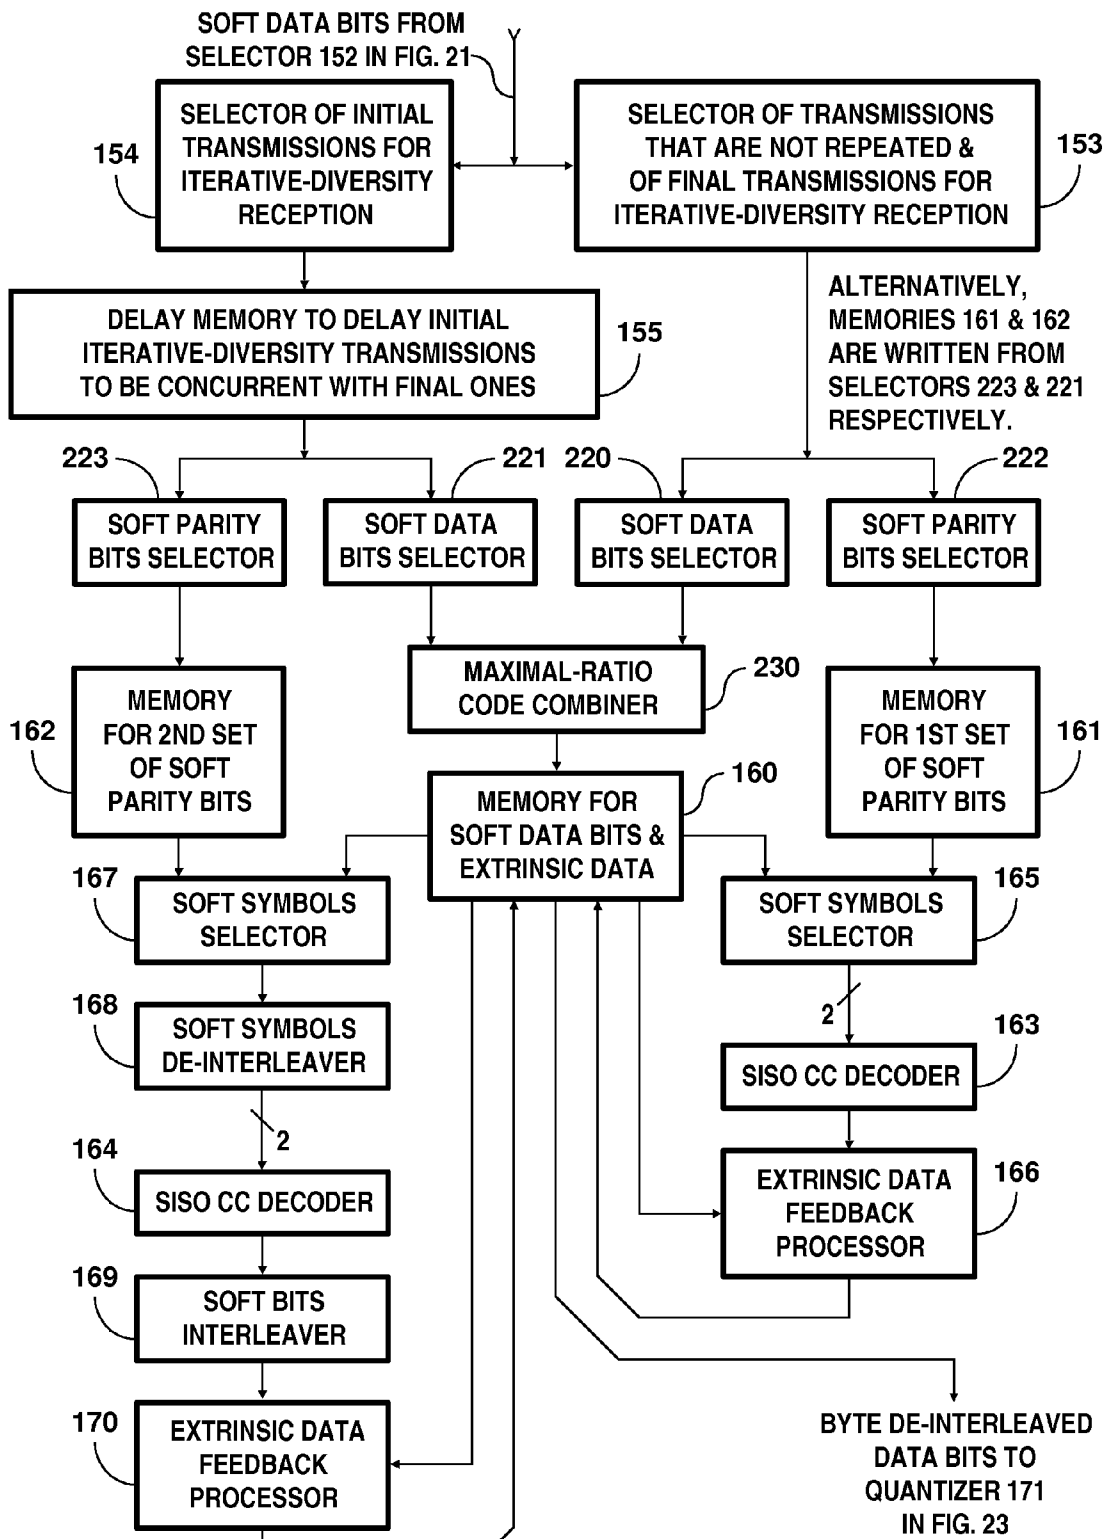 SOFT DATA BITS FROM
SELECTOR 152 IN FIG. 21
SELECTOR OF INITIAL
TRANSMISSIONS FOR
ITERATIVE-DIVERSITY
RECEPTION
154
SELECTOR OF TRANSMISSIONS
THAT ARE NOT REPEATED &
OF FINAL TRANSMISSIONS FOR
ITERATIVE-DIVERSITY RECEPTION
153
DELAY MEMORY TO DELAY INITIAL
ITERATIVE-DIVERSITY TRANSMISSIONS
TO BE CONCURRENT WITH FINAL ONES
155
ALTERNATIVELY,
MEMORIES 161 & 162
ARE WRITTEN FROM
SELECTORS 223 & 221
RESPECTIVELY.
223
221
220
222
SOFT PARITY
BITS SELECTOR
SOFT DATA
BITS SELECTOR
SOFT DATA
BITS SELECTOR
SOFT PARITY
BITS SELECTOR
MAXIMAL-RATIO
CODE COMBINER
230
162
MEMORY
FOR 2ND SET
OF SOFT
PARITY BITS
MEMORY
FOR 1ST SET
OF SOFT
PARITY BITS
161
160
MEMORY FOR
SOFT DATA BITS &
EXTRINSIC DATA
167
SOFT SYMBOLS
SELECTOR
165
SOFT SYMBOLS
SELECTOR
168
SOFT SYMBOLS
DE-INTERLEAVER
2
2
163
SISO CC DECODER
164
SISO CC DECODER
EXTRINSIC DATA
FEEDBACK
PROCESSOR
166
169
SOFT BITS
INTERLEAVER
170
EXTRINSIC DATA
FEEDBACK
PROCESSOR
BYTE DE-INTERLEAVED
DATA BITS TO
QUANTIZER 171
IN FIG. 23